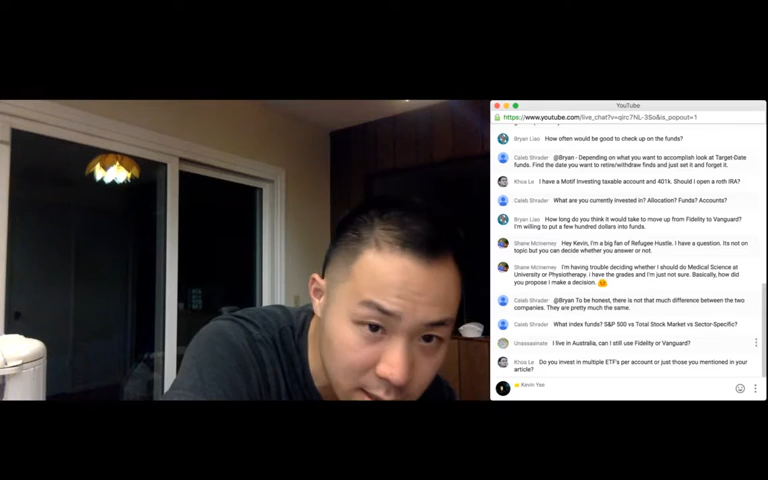 YouTube
https://www.youtube.com/live_chat?v=qirc7NL-3So&is_popout=1
Bryan Liao How often would be good to check up on the funds?
Caleb Shrader @Bryan - Depending on what you want to accomplish look at Target-Date
funds. Find the date you want to retire/withdraw finds and just set it and forget it.
Khoa Le I have a Motif Investing taxable account and 401k. Should I open a roth IRA?
Caleb Shrader What are you currently invested in? Allocation? Funds? Accounts?
Bryan Liao How long do you think it would take to move up from Fidelity to Vanguard?
I'm willing to put a few hundred dollars into funds.
Shane McInerney Hey Kevin, I'm a big fan of Refugee Hustle. I have a question. Its not on
topic but you can decide whether you answer or not.
Shane McInerney I'm having trouble deciding whether I should do Medical Science at
University or Physiotherapy. i have the grades and I'm just not sure. Basically, how did
you propose I make a decision.
Caleb Shrader @Bryan To be honest, there is not that much difference between the two
companies. They are pretty much the same.
Caleb Shrader What index funds? S&P 500 vs Total Stock Market vs Sector-Specific?
Unassasinate I live in Australia, can I still use Fidelity or Vanguard?
Khoa Le Do you invest in multiple ETF's per account or just those you mentioned in your
article?
Kevin Yee